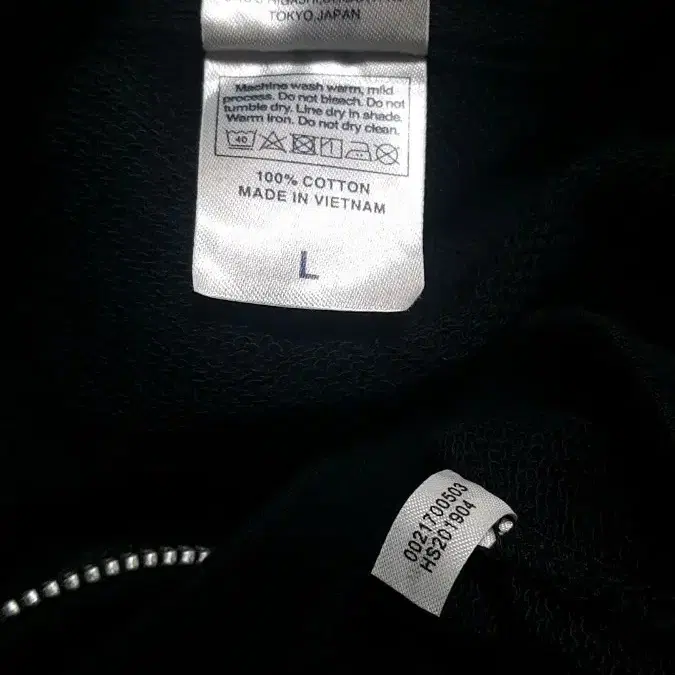 TOKYO,JAPAN
Machine wash warm, mild
process. Do not bleach. Do not
tumble dry. Line dry in shade.
Warm iron. Do not dry clean.
40
100% COTTON
MADE IN VIETNAM
L
0021700503
HS201904